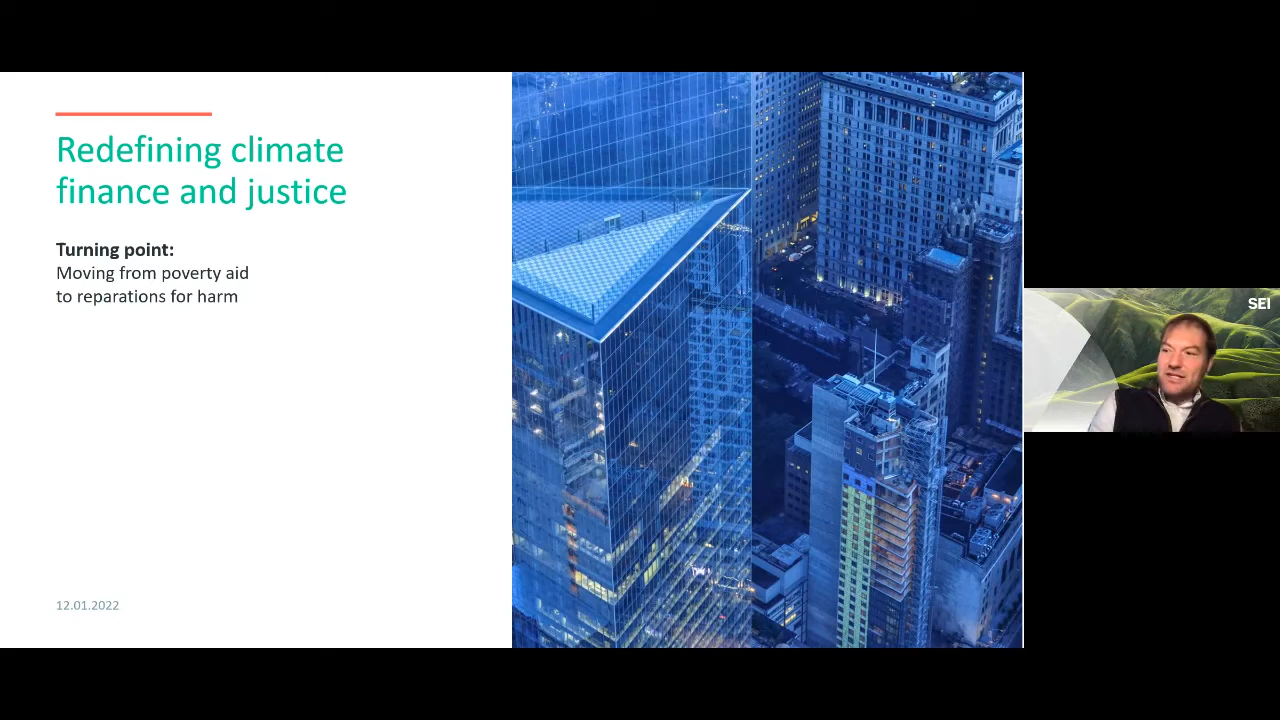 Redefining climate
finance and justice
Turning point:
Moving from poverty aid
to reparations for harm
12.01.2022
SEI